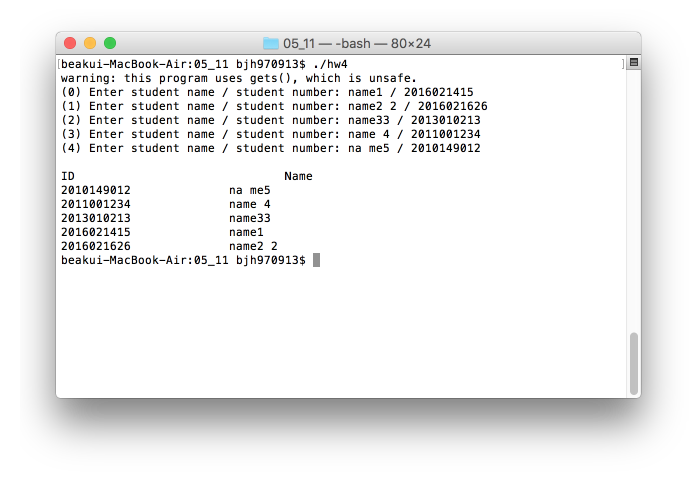 05_11 — -bash — 80×24
[beakui-MacBook-Air:05_11 bjh970913$ ./hw4 ]
warning: this program uses gets(), which is unsafe.
(0) Enter student name / student number: name1 / 2016021415
(1) Enter student name / student number: name2 2 / 2016021626
(2) Enter student name / student number: name33 / 2013010213
(3) Enter student name / student number: name 4 / 2011001234
(4) Enter student name / student number: na me5 / 2010149012
ID Name
2010149012 na me5
2011001234 name 4
2013010213 name33
2016021415 name1
2016021626 name2 2
beakui-MacBook-Air:05_11 bjh970913$